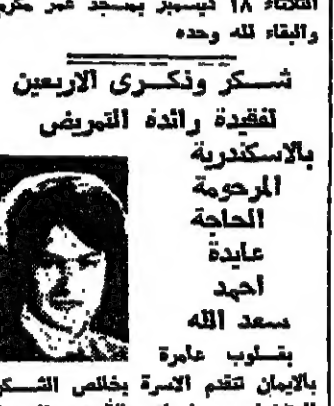 الثلاثاء ١٨ ديسمبر بمسجد عمر مكرم
والبقاء لله وحده
شكر وذكرى الاربعين
لفقيدة رائدة التمريض
بالاسكندرية
المرحومة
الحاجة
عايدة
احمد
سعد الله
بقلوب عامرة
بالايمان تتقدم الاسرة بخالص الشكر